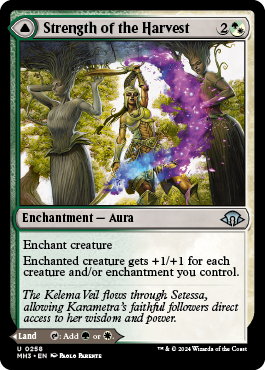 Strength of the Harvest 2
Enchantment — Aura
Enchant creature
Enchanted creature gets +1/+1 for each
creature and/or enchantment you control.
The Kelema Veil flows through Setessa,
allowing Karametra's faithful followers direct
access to her wisdom and power.
Land : Add or .
U 0258
MH3 • EN Paolo Parente ™ & © 2024 Wizards of the Coast